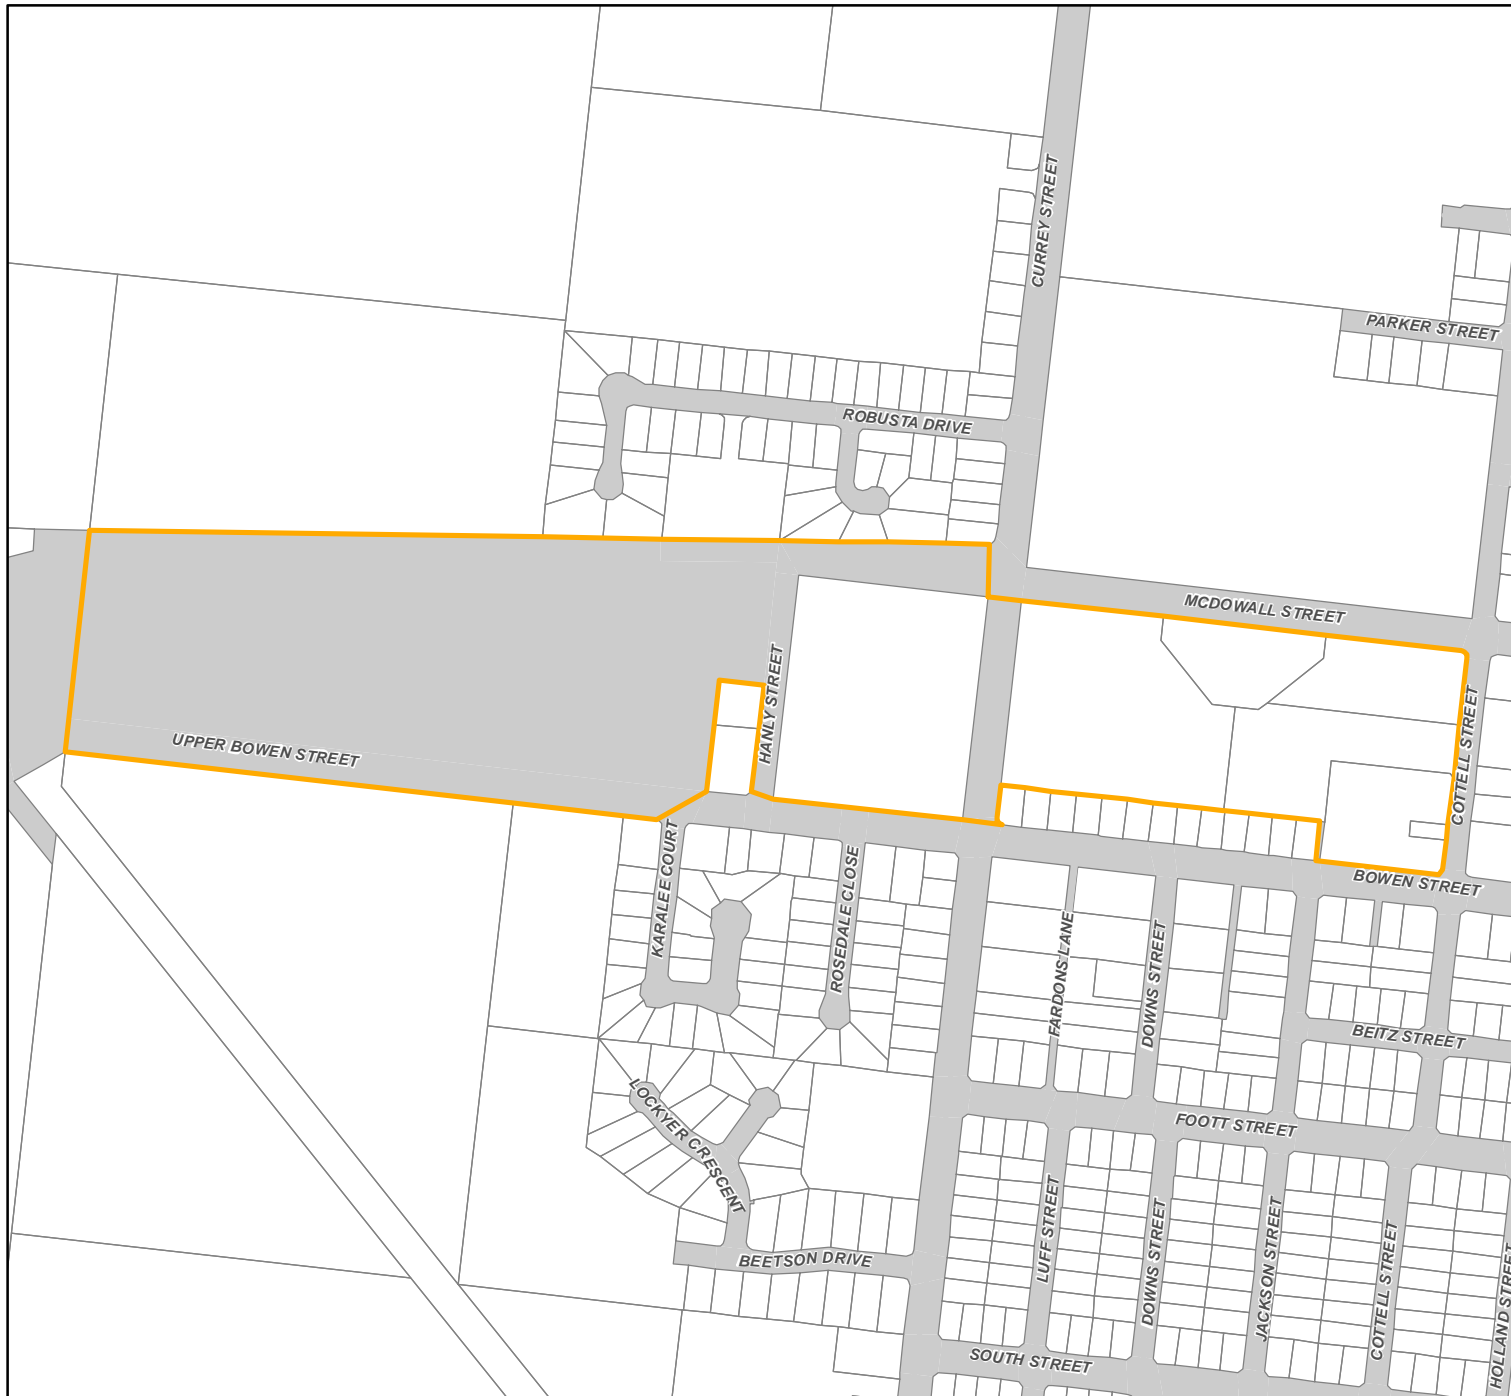 CURREY STREET
PARKER STREET
ROBUSTA DRIVE
MCDOWALL STREET
HANLY STREET
COTTELL STREET
UPPER BOWEN STREET
BOWEN STREET
KARALEE COURT
ROSEDALE CLOSE
FARDONS LANE
DOWNS STREET
BEITZ STREET
LOCKYER CRESCENT
FOOTT STREET
LUFF STREET
DOWNS STREET
JACKSON STREET
COTTELL STREET
HOLLAND STREET
BEETSON DRIVE
SOUTH STREET